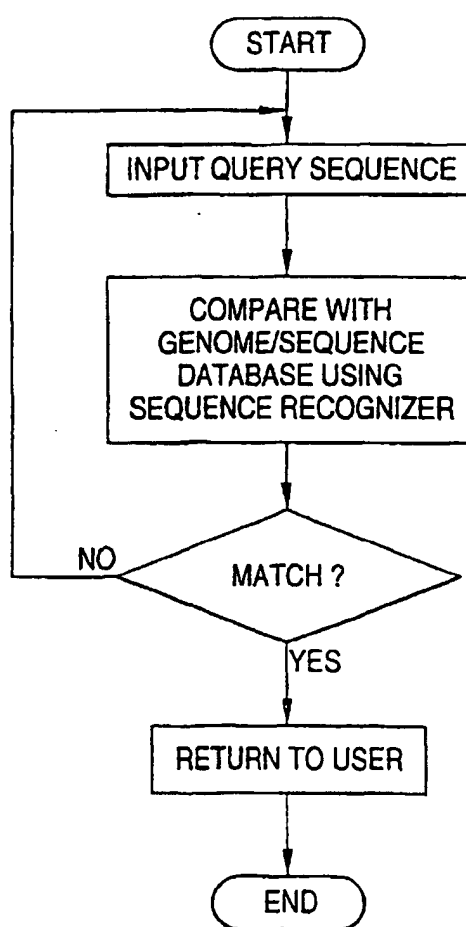 START
INPUT QUERY SEQUENCE
COMPARE WITH
GENOME/SEQUENCE
DATABASE USING
SEQUENCE RECOGNIZER
MATCH ?
NO
YES
RETURN TO USER
END